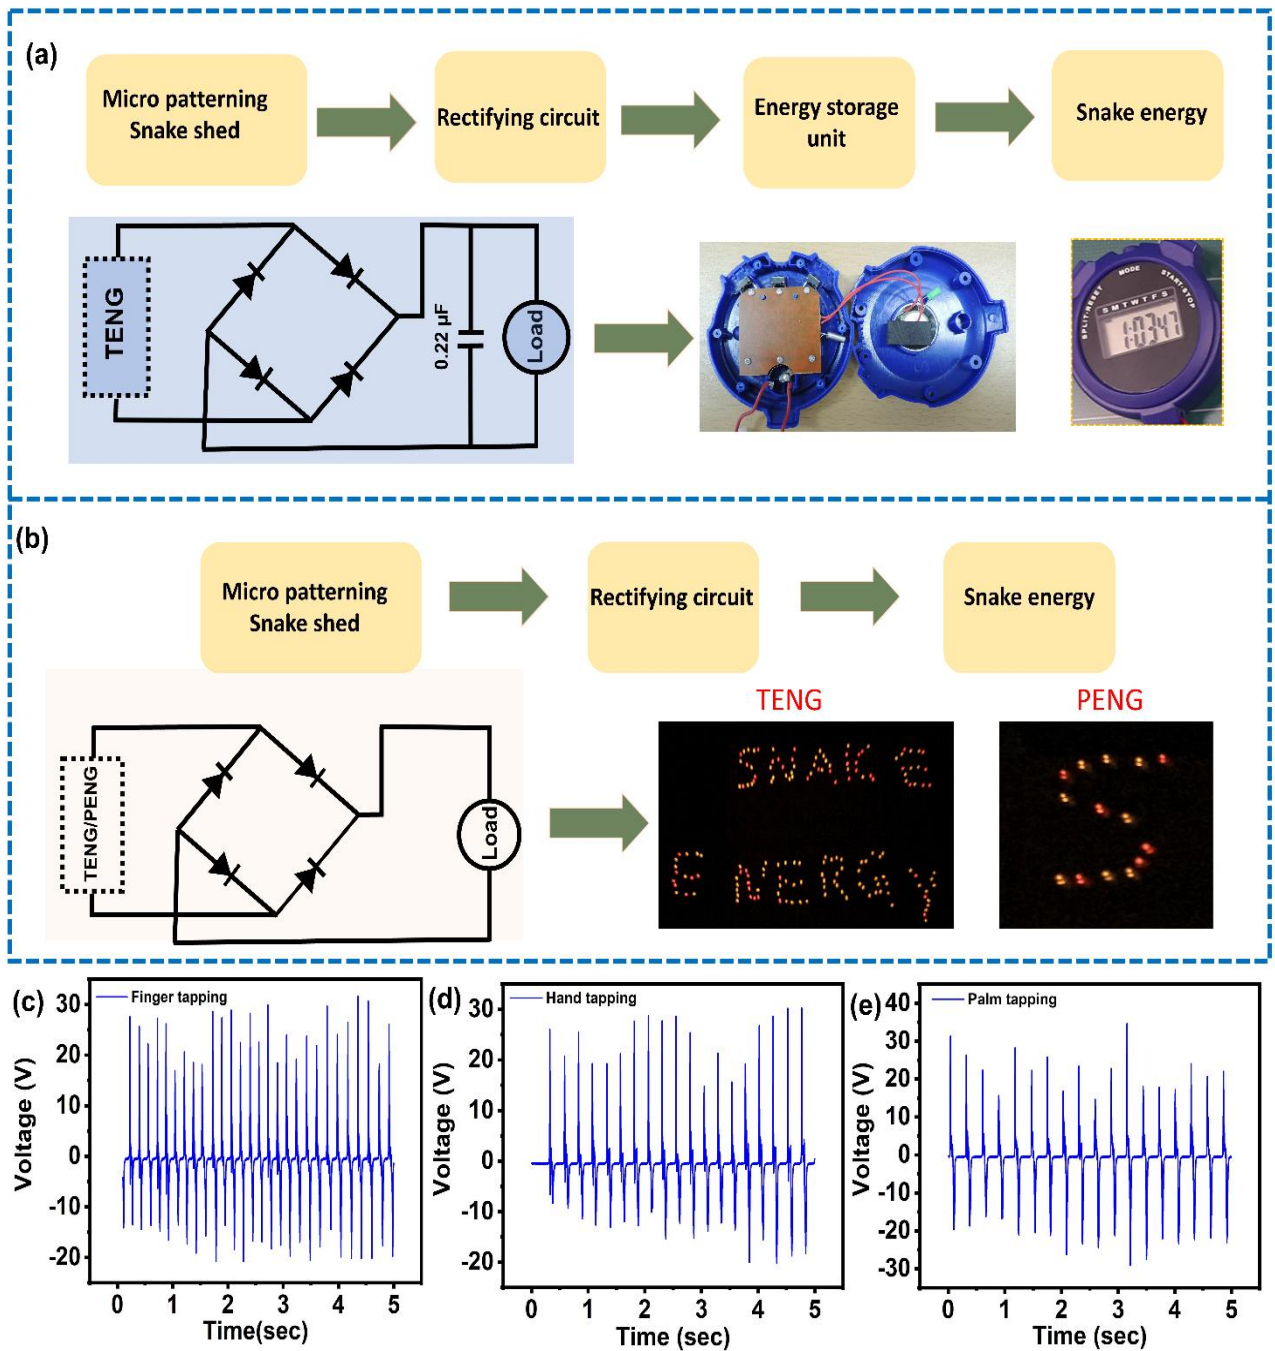 (a)
Micro patterning
Snake shed
Rectifying circuit
Energy storage
unit
Snake energy
TENG
0.22 µF
Load
SPLIT-RESET
MODE
START-STOP
S M T W T F S
1:0347
(b)
Micro patterning
Snake shed
Rectifying circuit
Snake energy
TENG/PENG
Load
TENG
PENG
SNAKE
ENERGY
S
(c)
Finger tapping
Voltage (V)
30
20
10
0
-10
-20
0 1 2 3 4 5
Time(sec)
(d)
Hand tapping
Voltage (V)
30
20
10
0
-10
-20
0 1 2 3 4 5
Time (sec)
(e)
Palm tapping
Voltage (V)
40
30
20
10
0
-10
-20
-30
0 1 2 3 4 5
Time (sec)